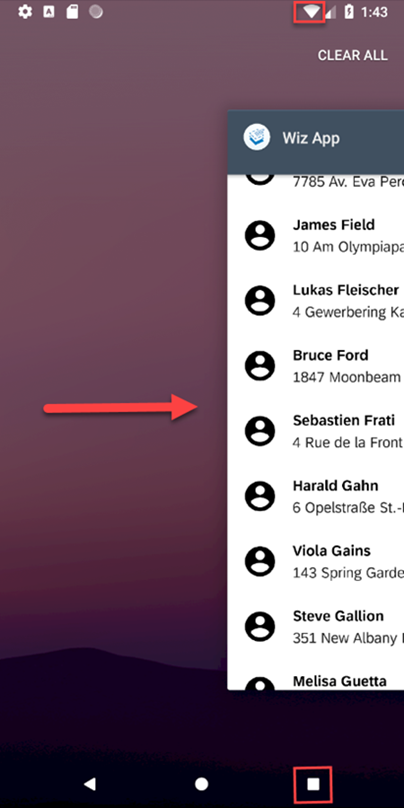 1:43
CLEAR ALL
Wiz App
7785 Av. Eva Per
James Field
10 Am Olympiapa
Lukas Fleischer
4 Gewerbering Ka
Bruce Ford
1847 Moonbeam
Sebastien Frati
4 Rue de la Front
Harald Gahn
6 Opelstraße St.-
Viola Gains
143 Spring Garde
Steve Gallion
351 New Albany
Melisa Guetta